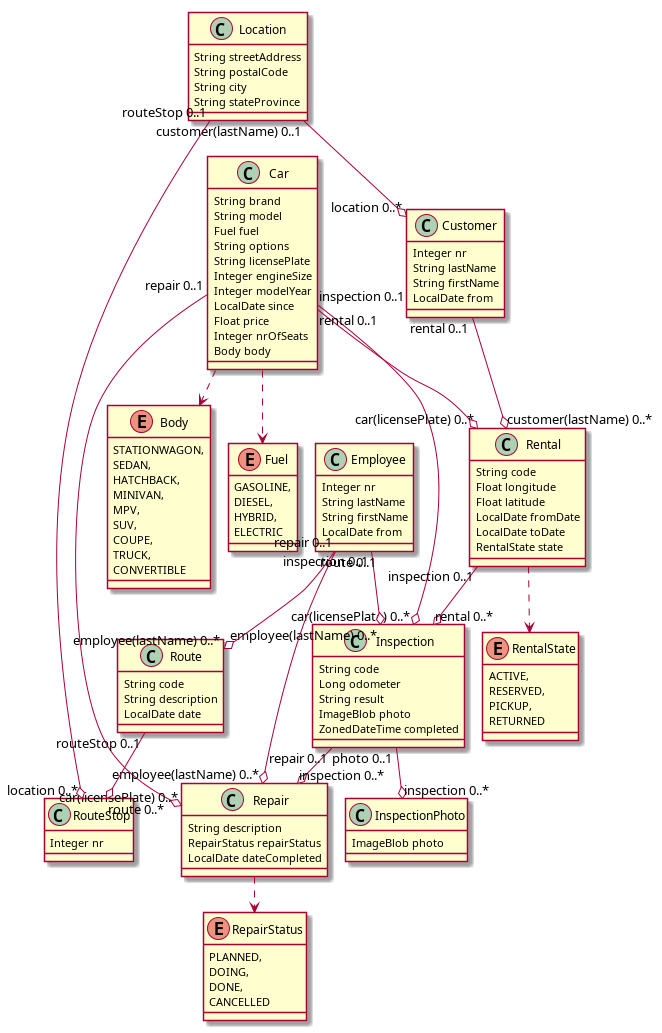 C Location
String streetAddress
String postalCode
String city
String stateProvince
routeStop 0..1
customer(lastName) 0..1
C Car
String brand
String model
Fuel fuel
String options
String licensePlate
Integer engineSize
Integer modelYear
LocalDate since
Float price
Integer nrOfSeats
Body body
location 0..*
C Customer
Integer nr
String lastName
String firstName
LocalDate from
repair 0..1
inspection 0..1
rental 0..1
rental 0..1
E Body
STATIONWAGON,
SEDAN,
HATCHBACK,
MINIVAN,
MPV,
SUV,
COUPE,
TRUCK,
CONVERTIBLE
E Fuel
GASOLINE,
DIESEL,
HYBRID,
ELECTRIC
C Employee
Integer nr
String lastName
String firstName
LocalDate from
car(licensePlate) 0..*
customer(lastName) 0..*
C Rental
String code
Float longitude
Float latitude
LocalDate fromDate
LocalDate toDate
RentalState state
repair 0..1
inspection 0..1
route 0..1
inspection 0..1
employee(lastName) 0..*
employee(lastName) 0..*
car(licensePlate) 0..*
rental 0..*
C Route
String code
String description
LocalDate date
C Inspection
String code
Long odometer
String result
ImageBlob photo
ZonedDateTime completed
E RentalState
ACTIVE,
RESERVED,
PICKUP,
RETURNED
routeStop 0..1
repair 0..1
photo 0..1
location 0..*
car(licensePlate) 0..*
route 0..*
employee(lastName) 0..*
inspection 0..*
inspection 0..*
C RouteStop
Integer nr
C Repair
String description
RepairStatus repairStatus
LocalDate dateCompleted
C InspectionPhoto
ImageBlob photo
E RepairStatus
PLANNED,
DOING,
DONE,
CANCELLED